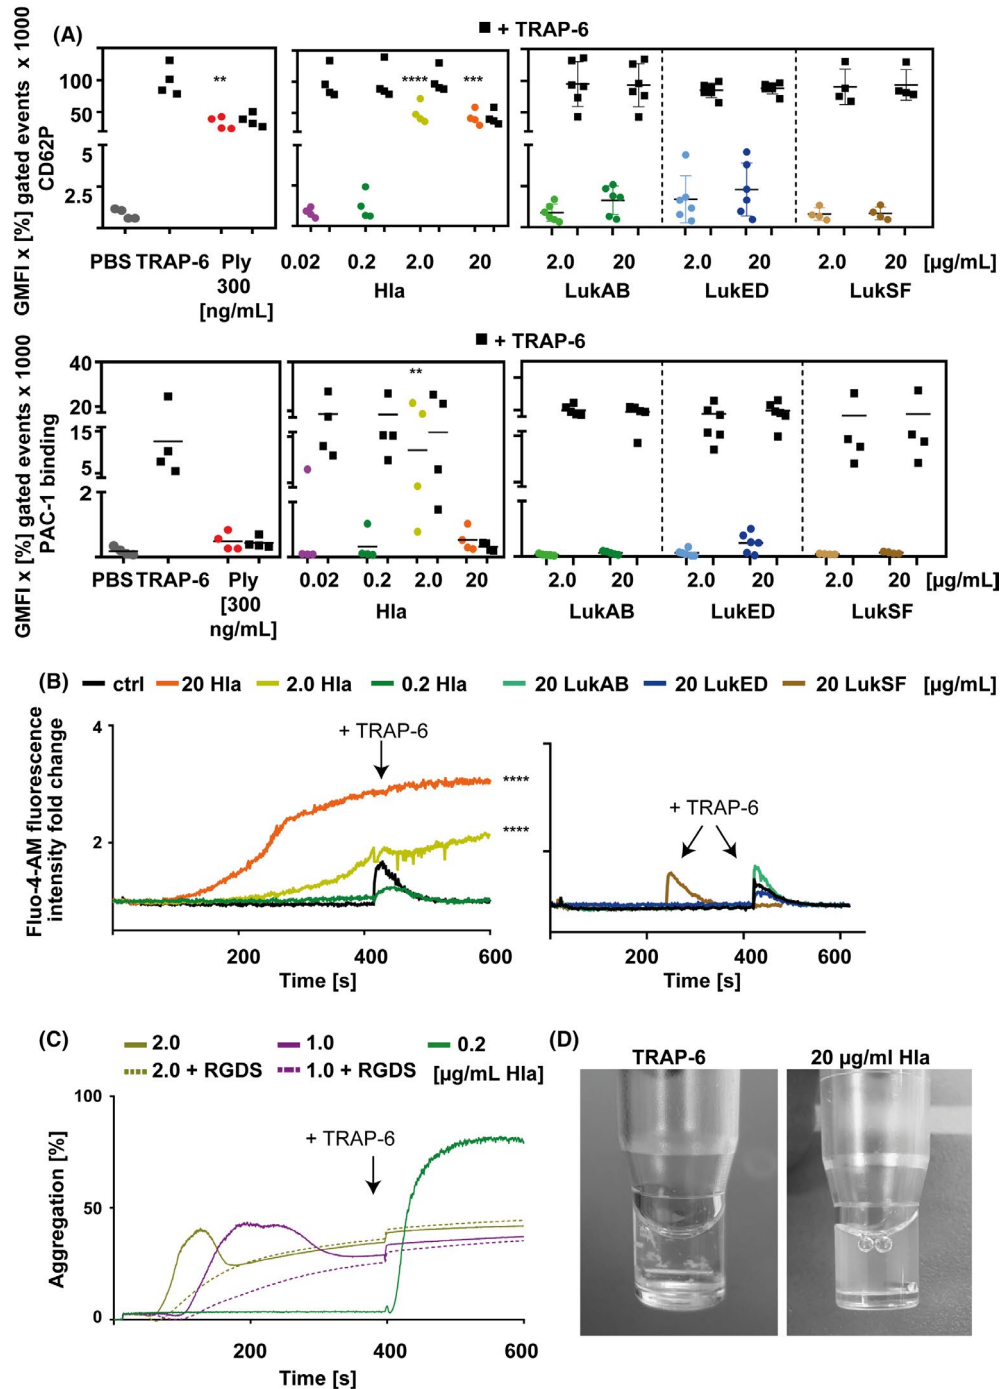 (A)
■ + TRAP-6
GMFI x [%] gated events x 1000
CD62P
100
50
5
2.5
**
**** ***
PBS TRAP-6 Ply
300
[ng/mL]
0.02 0.2 2.0 20
Hla
2.0 20 2.0 20 2.0 20 [µg/mL]
LukAB LukED LukSF
■ + TRAP-6
GMFI x [%] gated events x 1000
PAC-1 binding
40
20
15
5
2
0
**
PBS TRAP-6 Ply
[300
ng/mL]
0.02 0.2 2.0 20
Hla
2.0 20 2.0 20 2.0 20 [µg/mL]
LukAB LukED LukSF
(B)
ctrl 20 Hla 2.0 Hla 0.2 Hla 20 LukAB 20 LukED 20 LukSF [µg/mL]
Fluo-4-AM fluorescence
intensity fold change
4
2
+ TRAP-6
****
****
200 400 600
Time [s]
+ TRAP-6
200 400 600
Time [s]
(C)
2.0 1.0 0.2
2.0 + RGDS 1.0 + RGDS [µg/mL Hla]
Aggregation [%]
100
50
0
+ TRAP-6
200 400 600
Time [s]
(D)
TRAP-6 20 µg/ml Hla